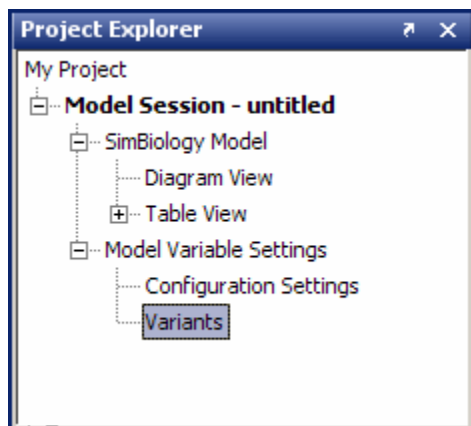 Project Explorer
My Project
Model Session - untitled
SimBiology Model
Diagram View
Table View
Model Variable Settings
Configuration Settings
Variants